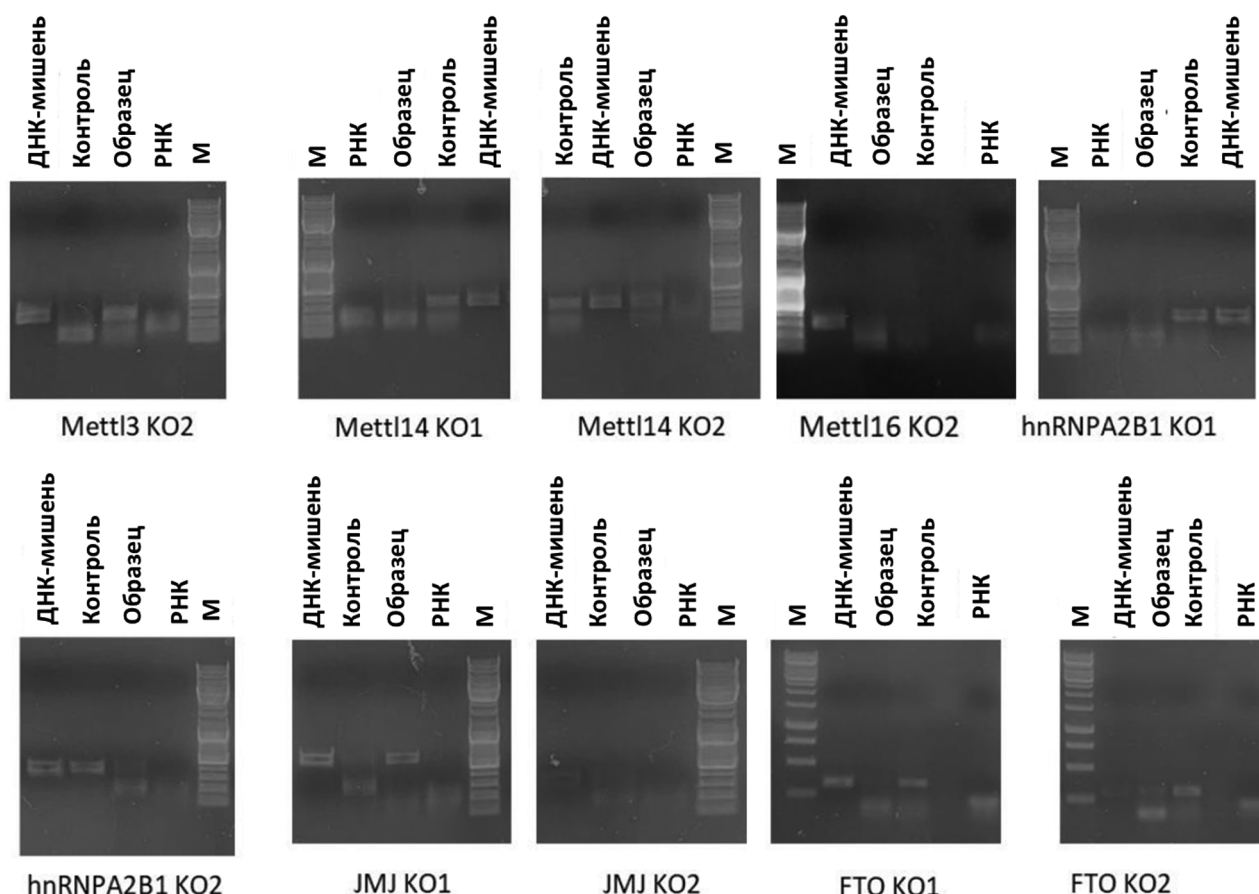 ДНК-мишень
Контроль
Образец
РНК
М
М
РНК
Образец
Контроль
ДНК-мишень
Контроль
ДНК-мишень
Образец
РНК
М
М
ДНК-мишень
Образец
Контроль
РНК
М
РНК
Образец
Контроль
ДНК-мишень
Mettl3 KO2
Mettl14 KO1
Mettl14 KO2
Mettl16 KO2
hnRNPA2B1 KO1
ДНК-мишень
Контроль
Образец
РНК
М
ДНК-мишень
Контроль
Образец
РНК
М
ДНК-мишень
Контроль
Образец
РНК
М
М
ДНК-мишень
Образец
Контроль
РНК
М
ДНК-мишень
Образец
Контроль
РНК
hnRNPA2B1 KO2
JMJ KO1
JMJ KO2
FTO KO1
FTO KO2